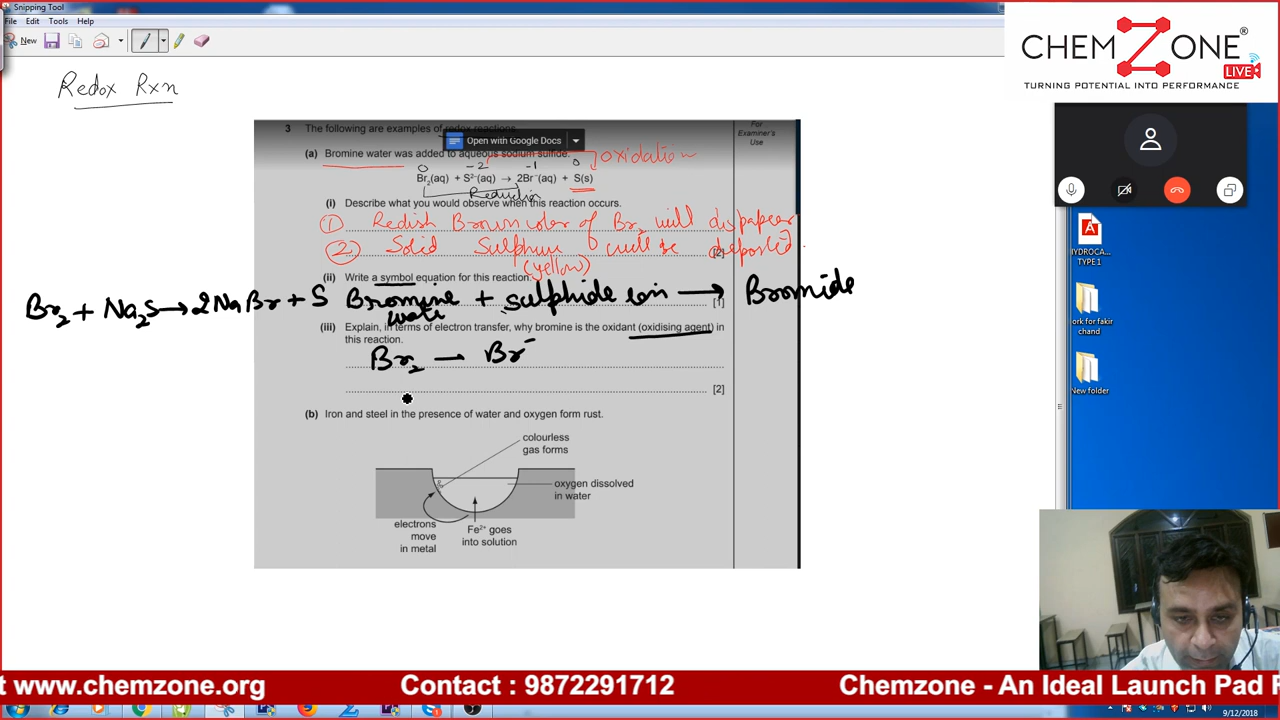 Snipping Tool
File Edit Tools Help
New
CHEMZONE®
LIVE
TURNING POTENTIAL INTO PERFORMANCE
Redox Rxn
3 The following are examples of redox reactions.
For Examiner's Use
Open with Google Docs
(a) Bromine water was added to aqueous sodium sulfide.
oxidation
0 -2 -1 0
Br₂(aq) + S²⁻(aq) → 2Br⁻(aq) + S(s)
Reduction
(i) Describe what you would observe when this reaction occurs.
① Redish Brown color of Br₂ will dispapeer
② Solid Sulphur will be deposted
(yellow)
[2]
(ii) Write a symbol equation for this reaction.
Br₂ + Na₂S → 2NaBr + S
Bromine + sulphide ion → Bromide
wate
[1]
(iii) Explain, in terms of electron transfer, why bromine is the oxidant (oxidising agent) in
this reaction.
Br₂ → Br⁻
[2]
(b) Iron and steel in the presence of water and oxygen form rust.
colourless
gas forms
oxygen dissolved
in water
electrons
move
in metal
Fe²⁺ goes
into solution
HYDROCA...
TYPE 1
ork for fakir
chand
New folder
t www.chemzone.org Contact : 9872291712 Chemzone - An Ideal Launch Pad F
9/12/2018